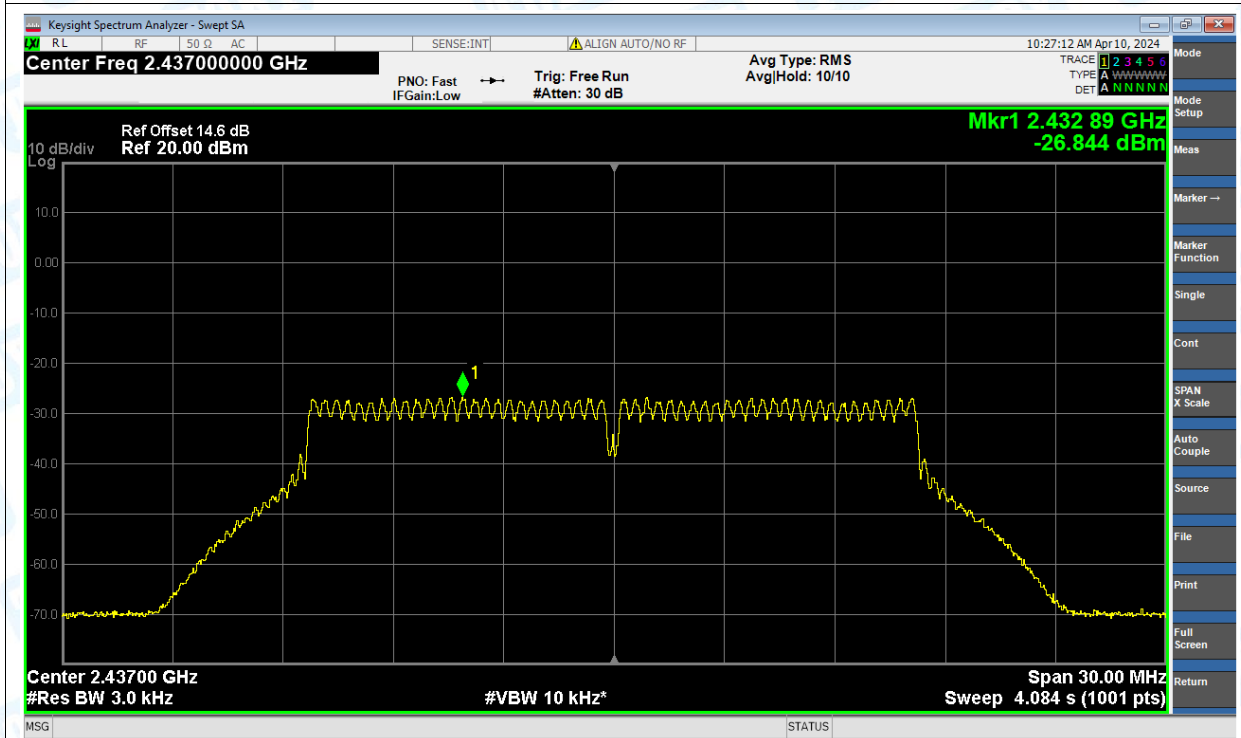 Keysight Spectrum Analyzer - Swept SA
LXI RL RF 50 Ω AC SENSE:INT ALIGN AUTO/NO RF 10:27:12 AM Apr 10, 2024
Center Freq 2.437000000 GHz
PNO: Fast
IFGain:Low
Trig: Free Run
#Atten: 30 dB
Avg Type: RMS
Avg|Hold: 10/10
TRACE 1 2 3 4 5 6
TYPE A WWWWW
DET A N N N N N
Mkr1 2.432 89 GHz
-26.844 dBm
Ref Offset 14.6 dB
10 dB/div Ref 20.00 dBm
Log
10.0
0.00
-10.0
-20.0
-30.0
-40.0
-50.0
-60.0
-70.0
1
Center 2.43700 GHz Span 30.00 MHz
#Res BW 3.0 kHz #VBW 10 kHz* Sweep 4.084 s (1001 pts)
MSG STATUS
Mode
Mode
Setup
Meas
Marker →
Marker
Function
Single
Cont
SPAN
X Scale
Auto
Couple
Source
File
Print
Full
Screen
Return